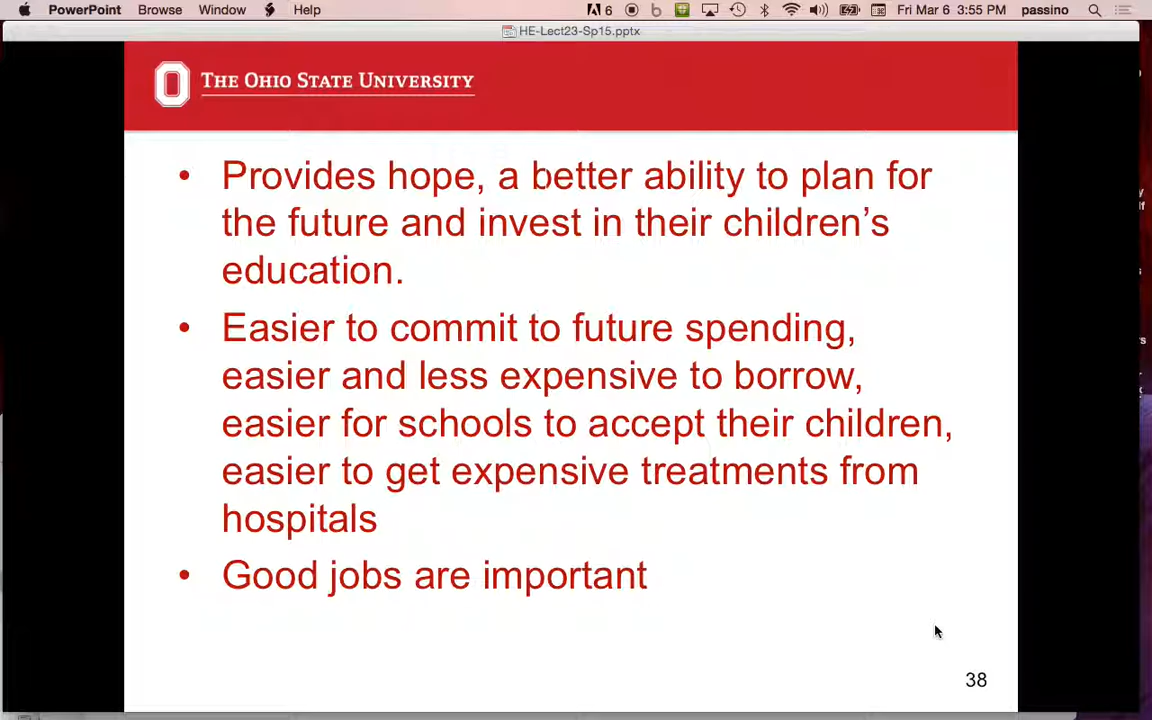 PowerPoint Browse Window Help 6 Fri Mar 6 3:55 PM passino
HE-Lect23-Sp15.pptx
THE OHIO STATE UNIVERSITY
• Provides hope, a better ability to plan for
the future and invest in their children’s
education.
• Easier to commit to future spending,
easier and less expensive to borrow,
easier for schools to accept their children,
easier to get expensive treatments from
hospitals
• Good jobs are important
38